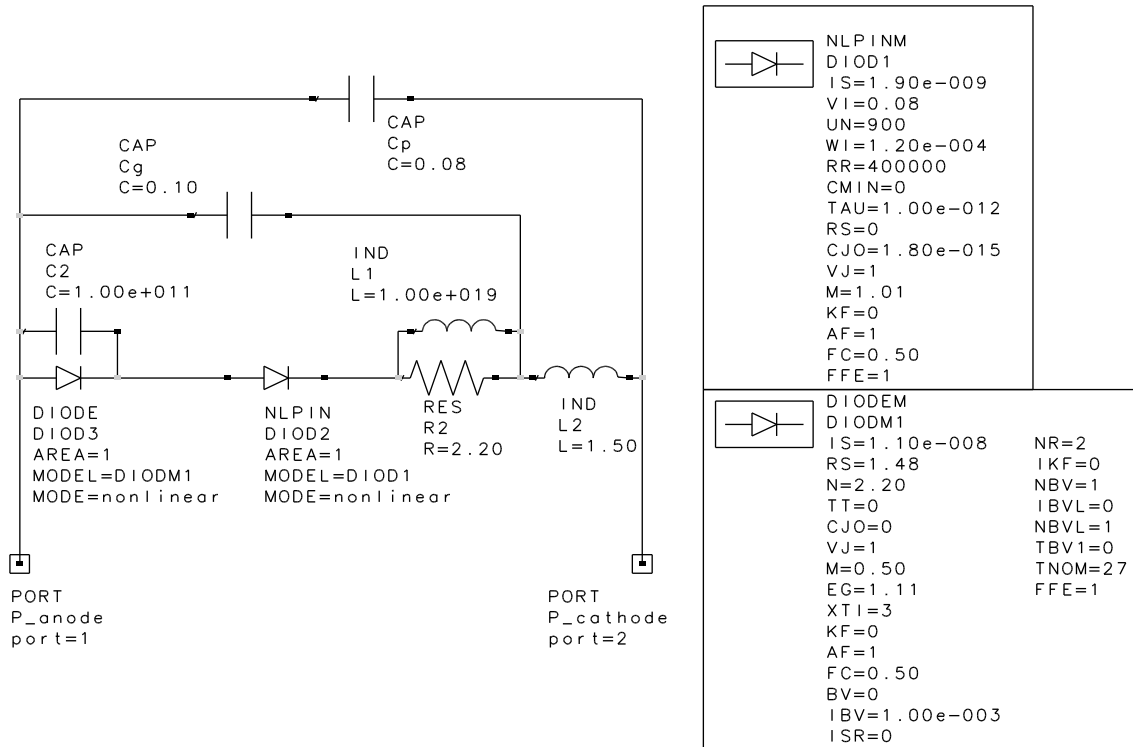 CAP
Cp
C=0.08
CAP
Cg
C=0.10
CAP
C2
C=1.00e+011
IND
L1
L=1.00e+019
DIODE
DIOD3
AREA=1
MODEL=DIODM1
MODE=nonlinear
NLPIN
DIOD2
AREA=1
MODEL=DIOD1
MODE=nonlinear
RES
R2
R=2.20
IND
L2
L=1.50
PORT
P_anode
port=1
PORT
P_cathode
port=2
NLPINM
DIOD1
IS=1.90e-009
VI=0.08
UN=900
WI=1.20e-004
RR=400000
CMIN=0
TAU=1.00e-012
RS=0
CJO=1.80e-015
VJ=1
M=1.01
KF=0
AF=1
FC=0.50
FFE=1
DIODEM
DIODM1
IS=1.10e-008
RS=1.48
N=2.20
TT=0
CJO=0
VJ=1
M=0.50
EG=1.11
XTI=3
KF=0
AF=1
FC=0.50
BV=0
IBV=1.00e-003
ISR=0
NR=2
IKF=0
NBV=1
IBVL=0
NBVL=1
TBV1=0
TNOM=27
FFE=1